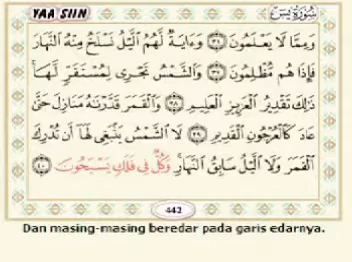 YAA SIIN سُورَةُ يسٓ
وَمِمَّا لَا يَعْلَمُونَ ٣٦ وَءَايَةٌ لَّهُمُ ٱلَّيْلُ نَسْلَخُ مِنْهُ ٱلنَّهَارَ
فَإِذَا هُم مُّظْلِمُونَ ٣٧ وَٱلشَّمْسُ تَجْرِى لِمُسْتَقَرٍّ لَّهَا ۚ
ذَٰلِكَ تَقْدِيرُ ٱلْعَزِيزِ ٱلْعَلِيمِ ٣٨ وَٱلْقَمَرَ قَدَّرْنَٰهُ مَنَازِلَ حَتَّىٰ
عَادَ كَٱلْعُرْجُونِ ٱلْقَدِيمِ ٣٩ لَا ٱلشَّمْسُ يَنۢبَغِى لَهَآ أَن تُدْرِكَ
ٱلْقَمَرَ وَلَا ٱلَّيْلُ سَابِقُ ٱلنَّهَارِ ۚ وَكُلٌّ فِى فَلَكٍ يَسْبَحُونَ ٤٠
442
Dan masing-masing beredar pada garis edarnya.